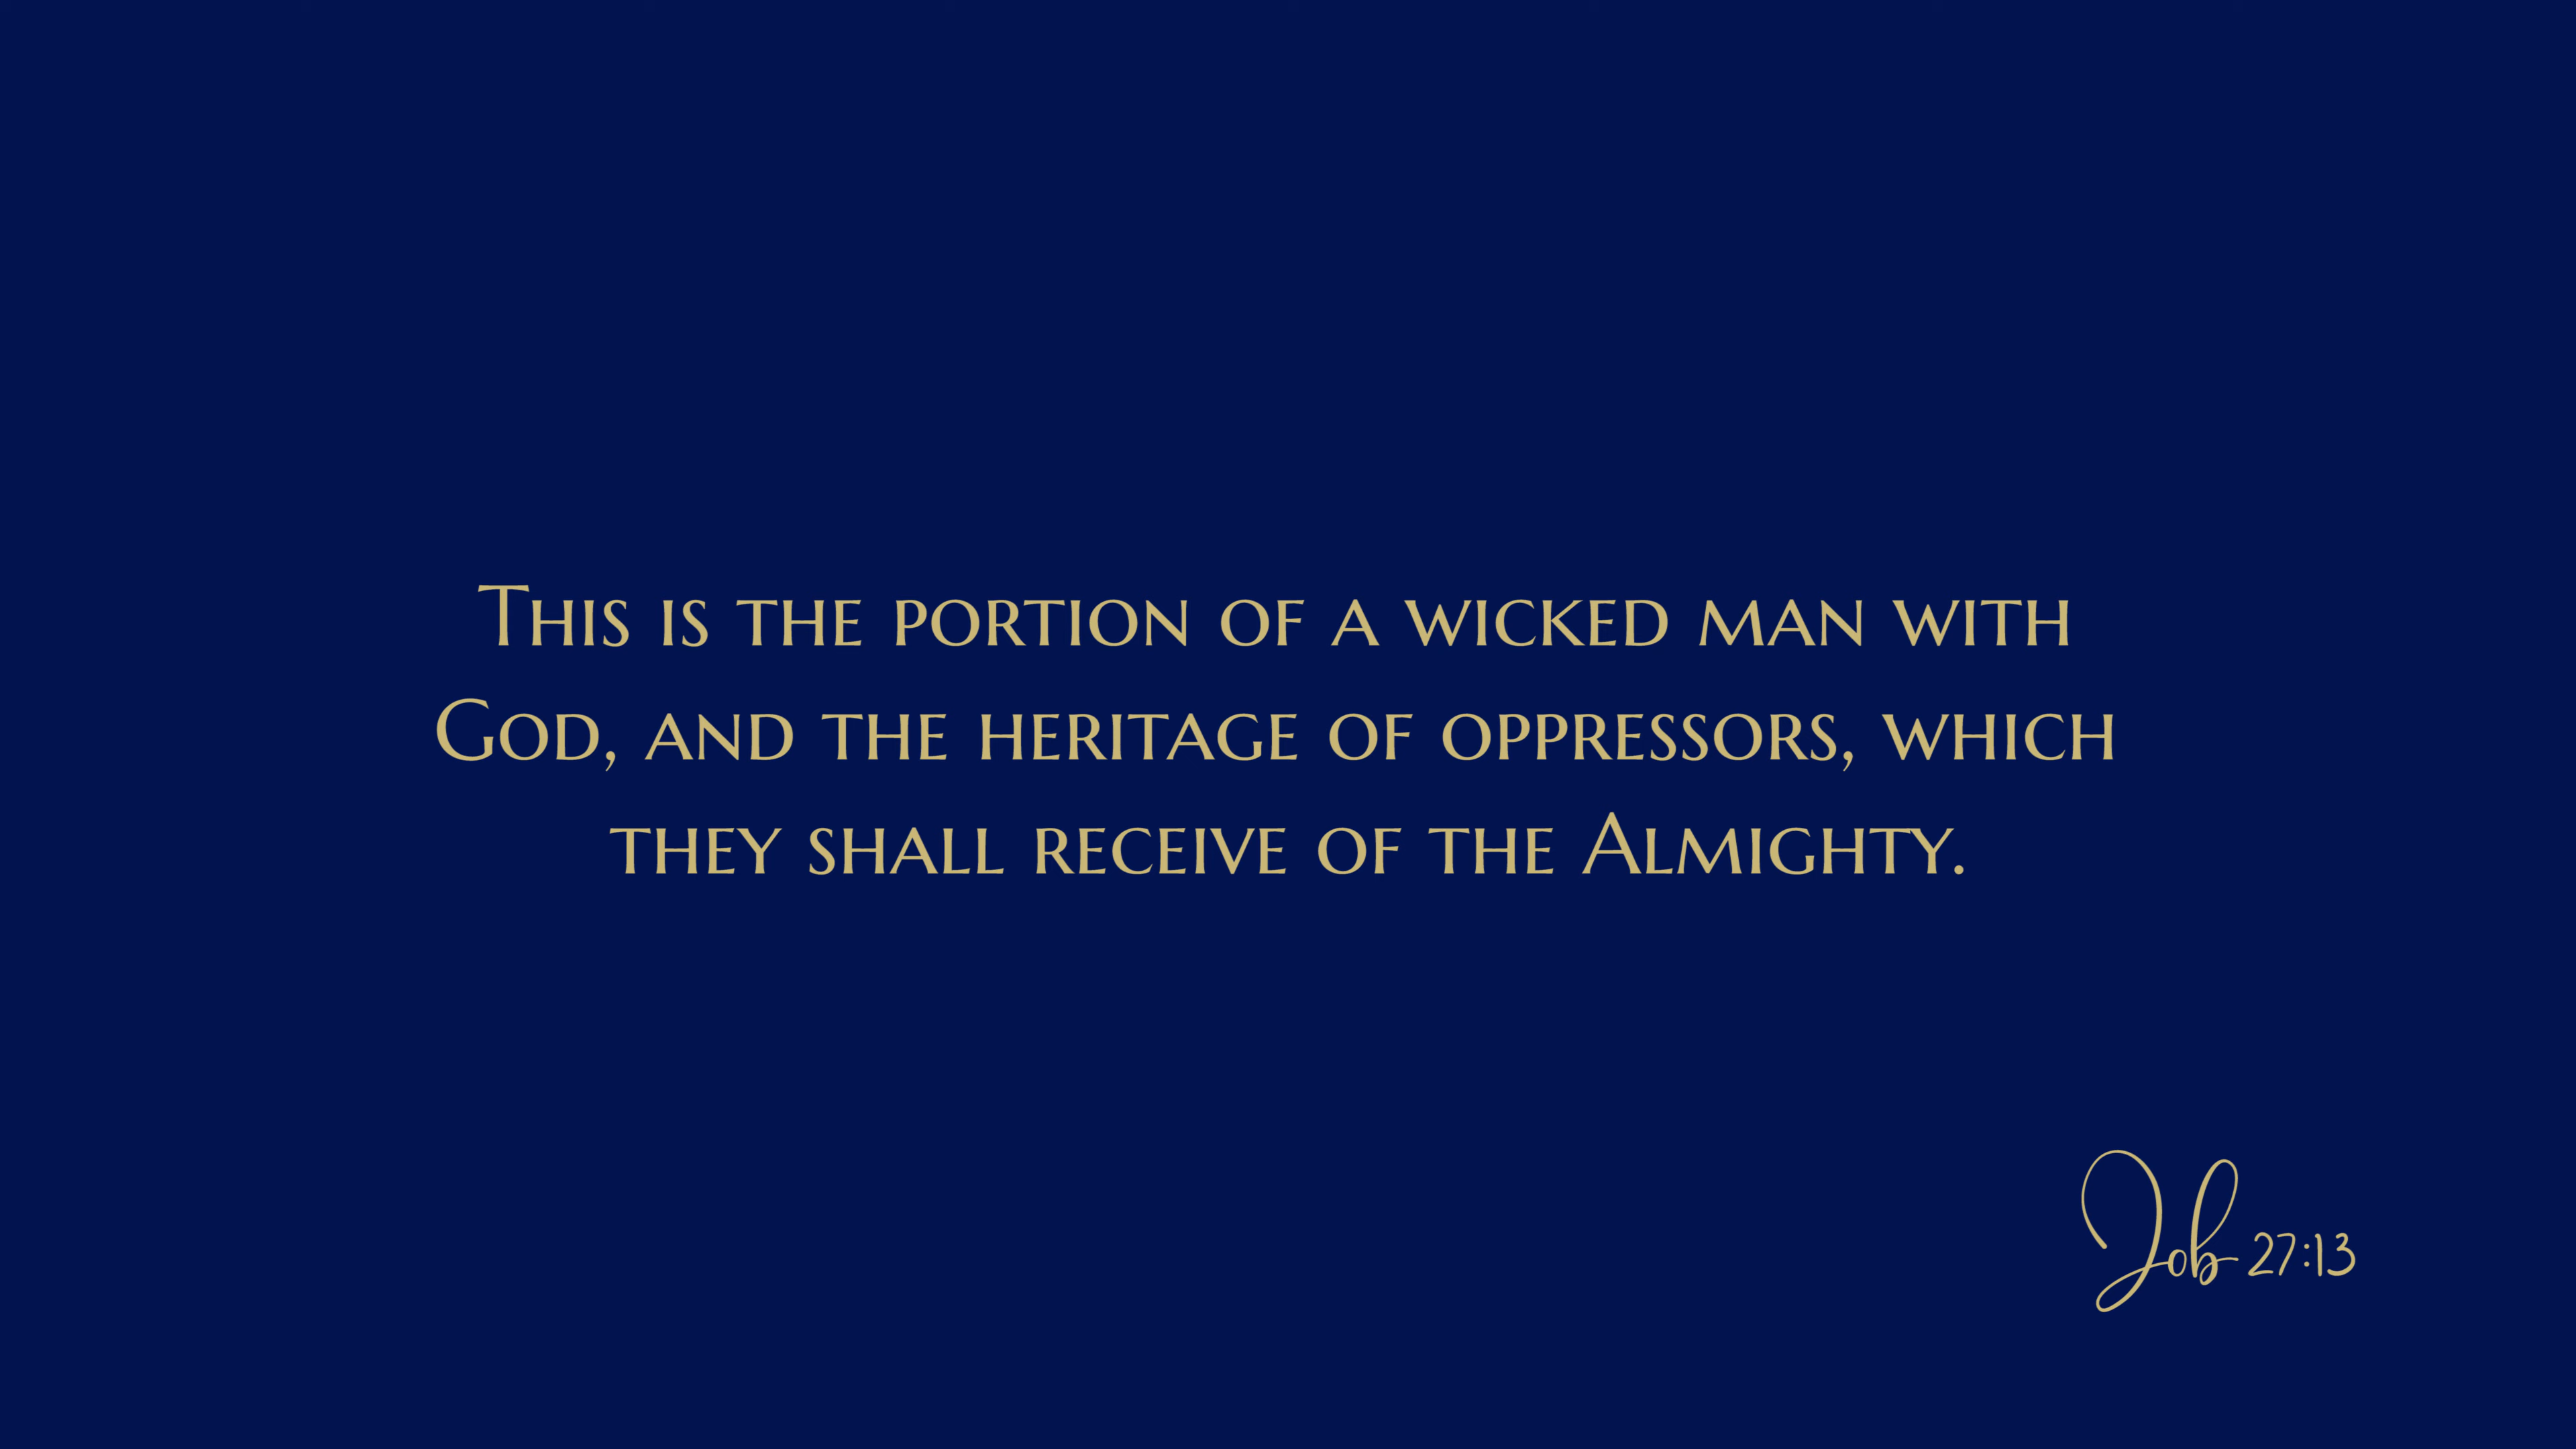 This is the portion of a wicked man with
God, and the heritage of oppressors, which
they shall receive of the Almighty.
Job 27:13